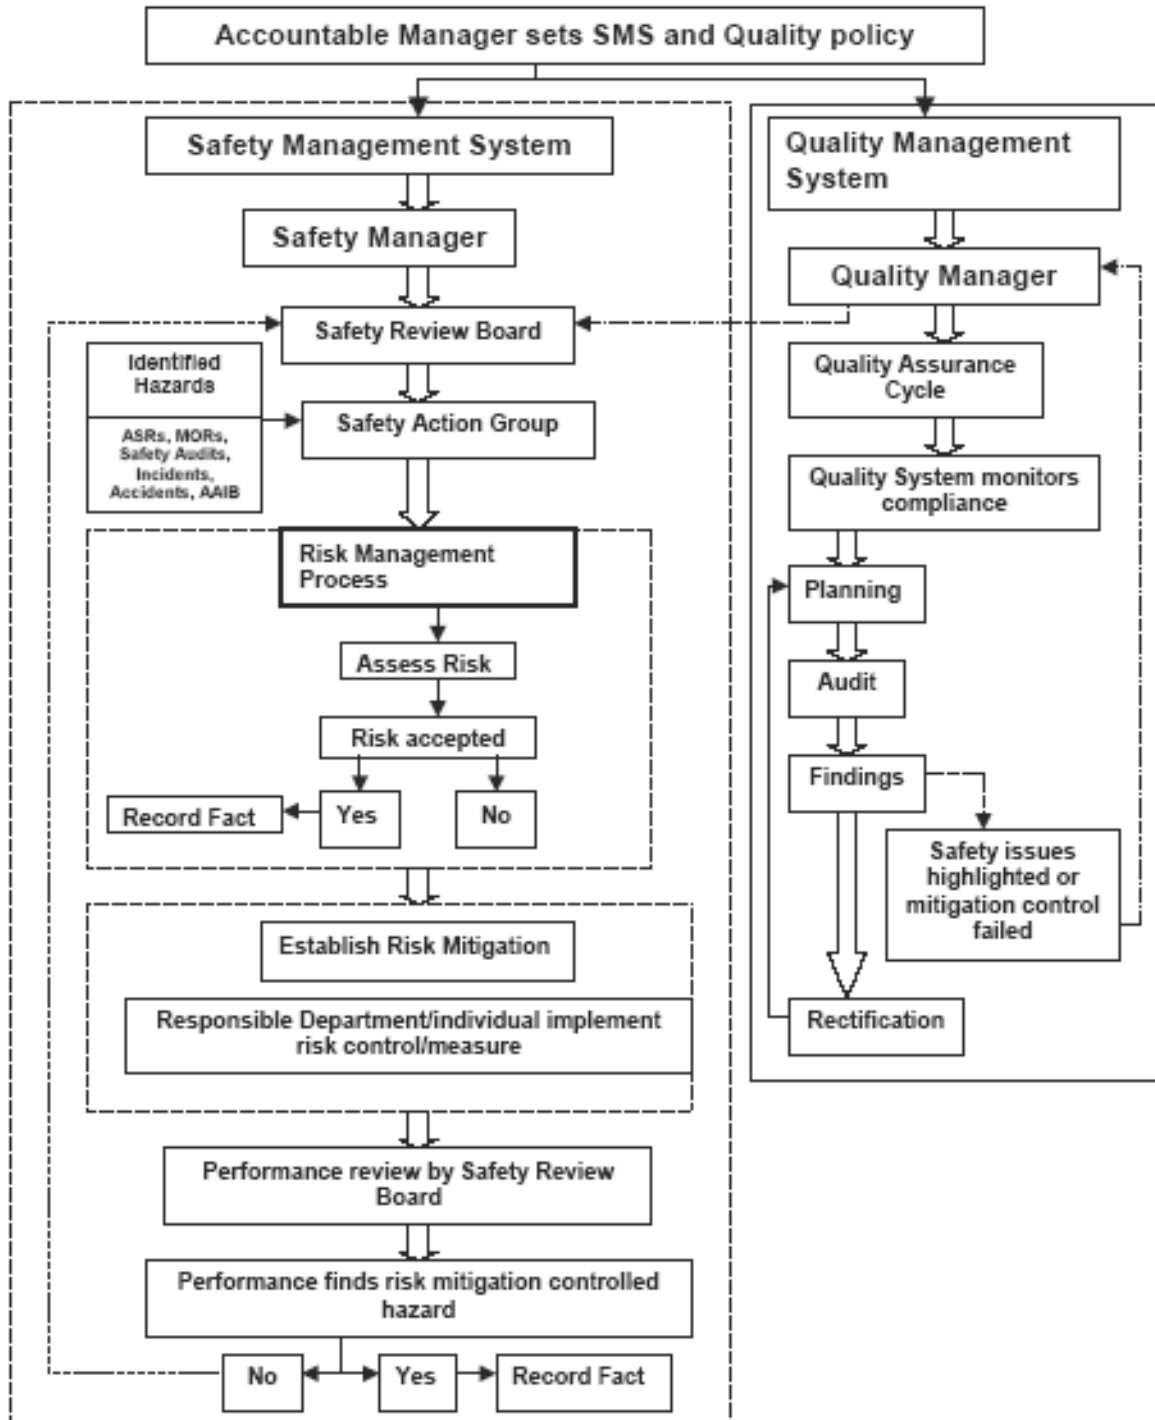 Accountable Manager sets SMS and Quality policy
Safety Management System
Safety Manager
Safety Review Board
Identified
Hazards
ASRs, MORs,
Safety Audits,
Incidents,
Accidents, AAIB
Safety Action Group
Risk Management
Process
Assess Risk
Risk accepted
Record Fact
Yes
No
Establish Risk Mitigation
Responsible Department/individual implement
risk control/measure
Performance review by Safety Review
Board
Performance finds risk mitigation controlled
hazard
No
Yes
Record Fact
Quality Management
System
Quality Manager
Quality Assurance
Cycle
Quality System monitors
compliance
Planning
Audit
Findings
Safety issues
highlighted or
mitigation control
failed
Rectification